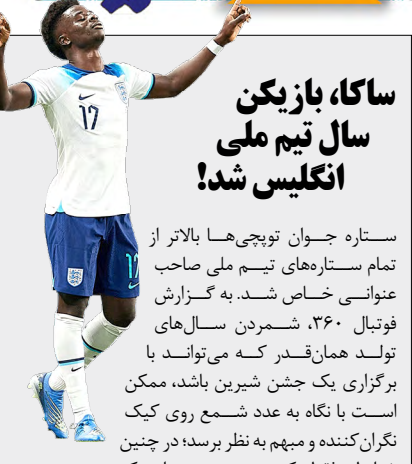 ساکا، بازیکن
سال تیم ملی
انگلیس شد!
17
17
ستاره جوان توپچی‌ها بالاتر از
تمام ستاره‌های تیم ملی صاحب
عنوانی خاص شد. به گزارش
فوتبال ۳۶۰، شمردن سال‌های
تولد همان‌قدر که می‌تواند با
برگزاری یک جشن شیرین باشد، ممکن
است با نگاه به عدد شمع روی کیک
نگران‌کننده و مبهم به نظر برسد؛ در چنین